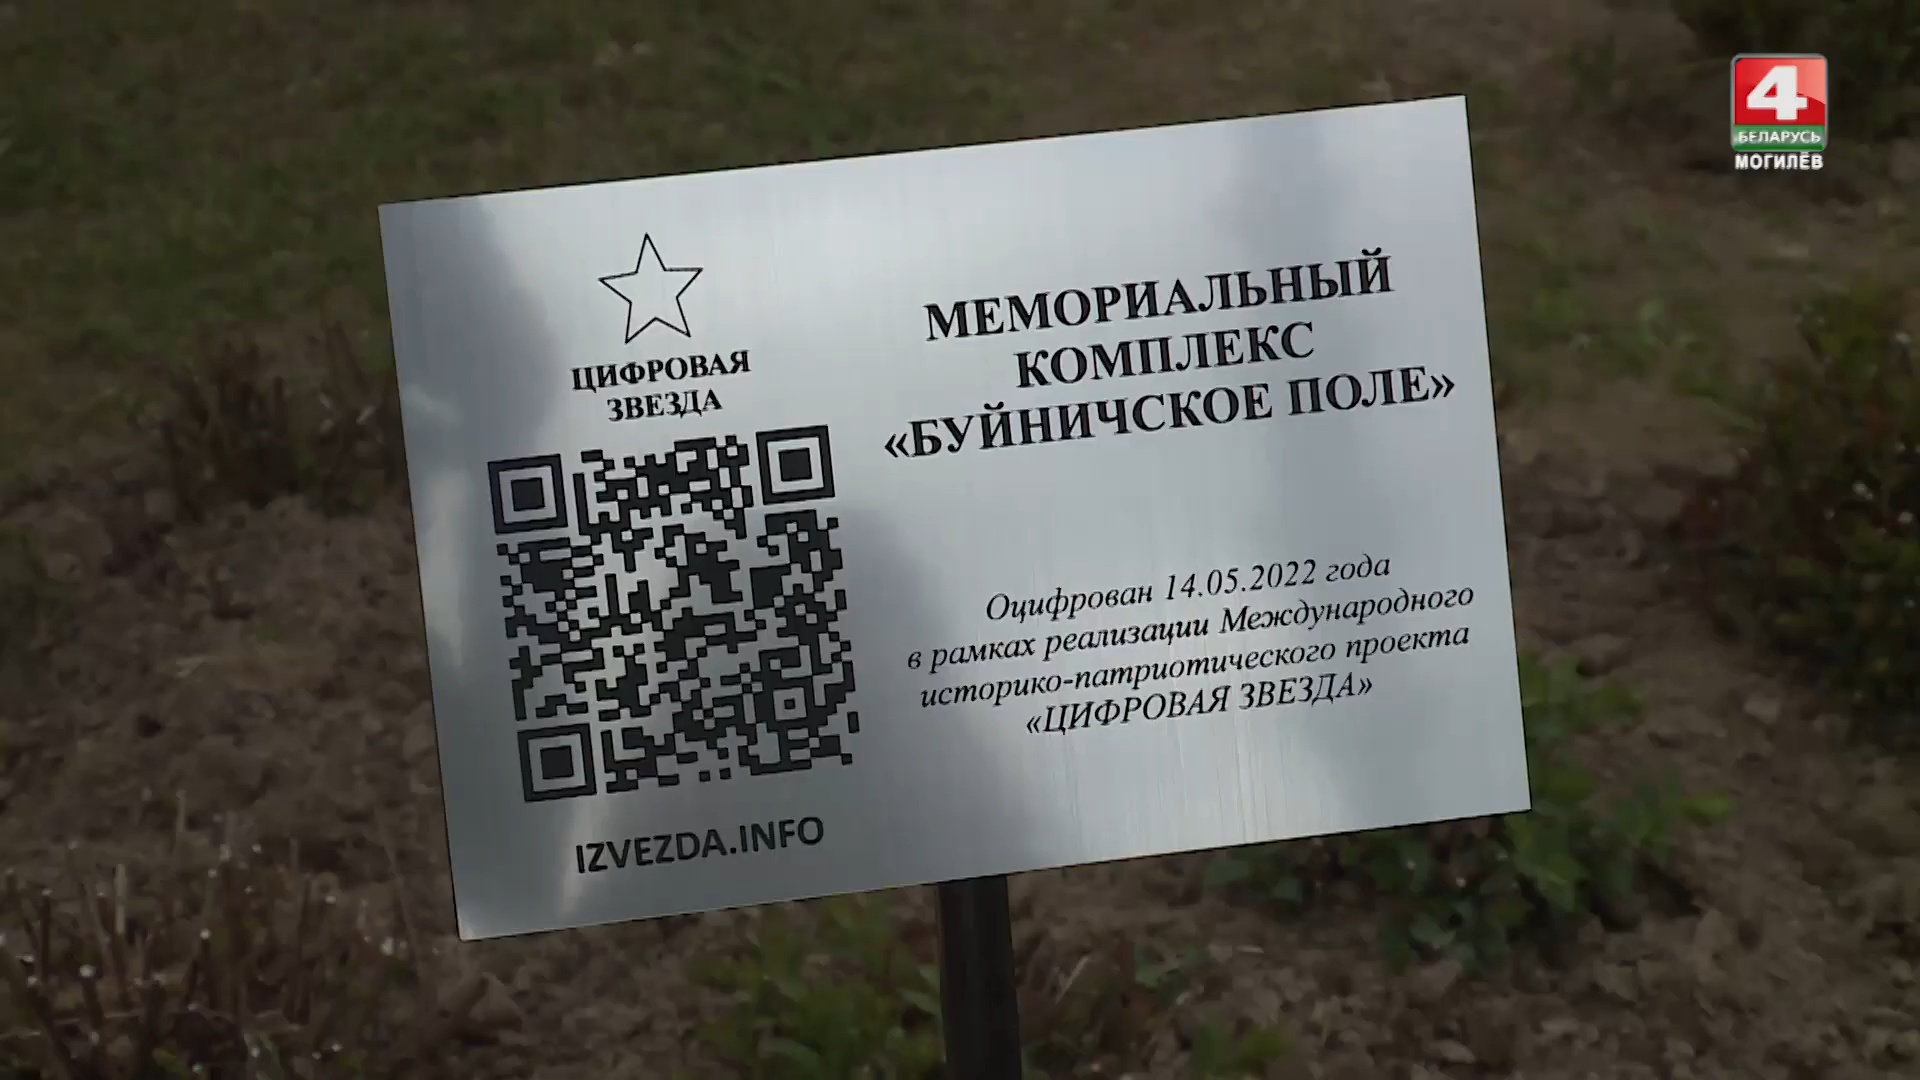 4
БЕЛАРУСЬ
МОГИЛЁВ
ЦИФРОВАЯ
ЗВЕЗДА
IZVEZDA.INFO
МЕМОРИАЛЬНЫЙ
КОМПЛЕКС
«БУЙНИЧСКОЕ ПОЛЕ»
Оцифрован 14.05.2022 года
в рамках реализации Международного
историко-патриотического проекта
«ЦИФРОВАЯ ЗВЕЗДА»